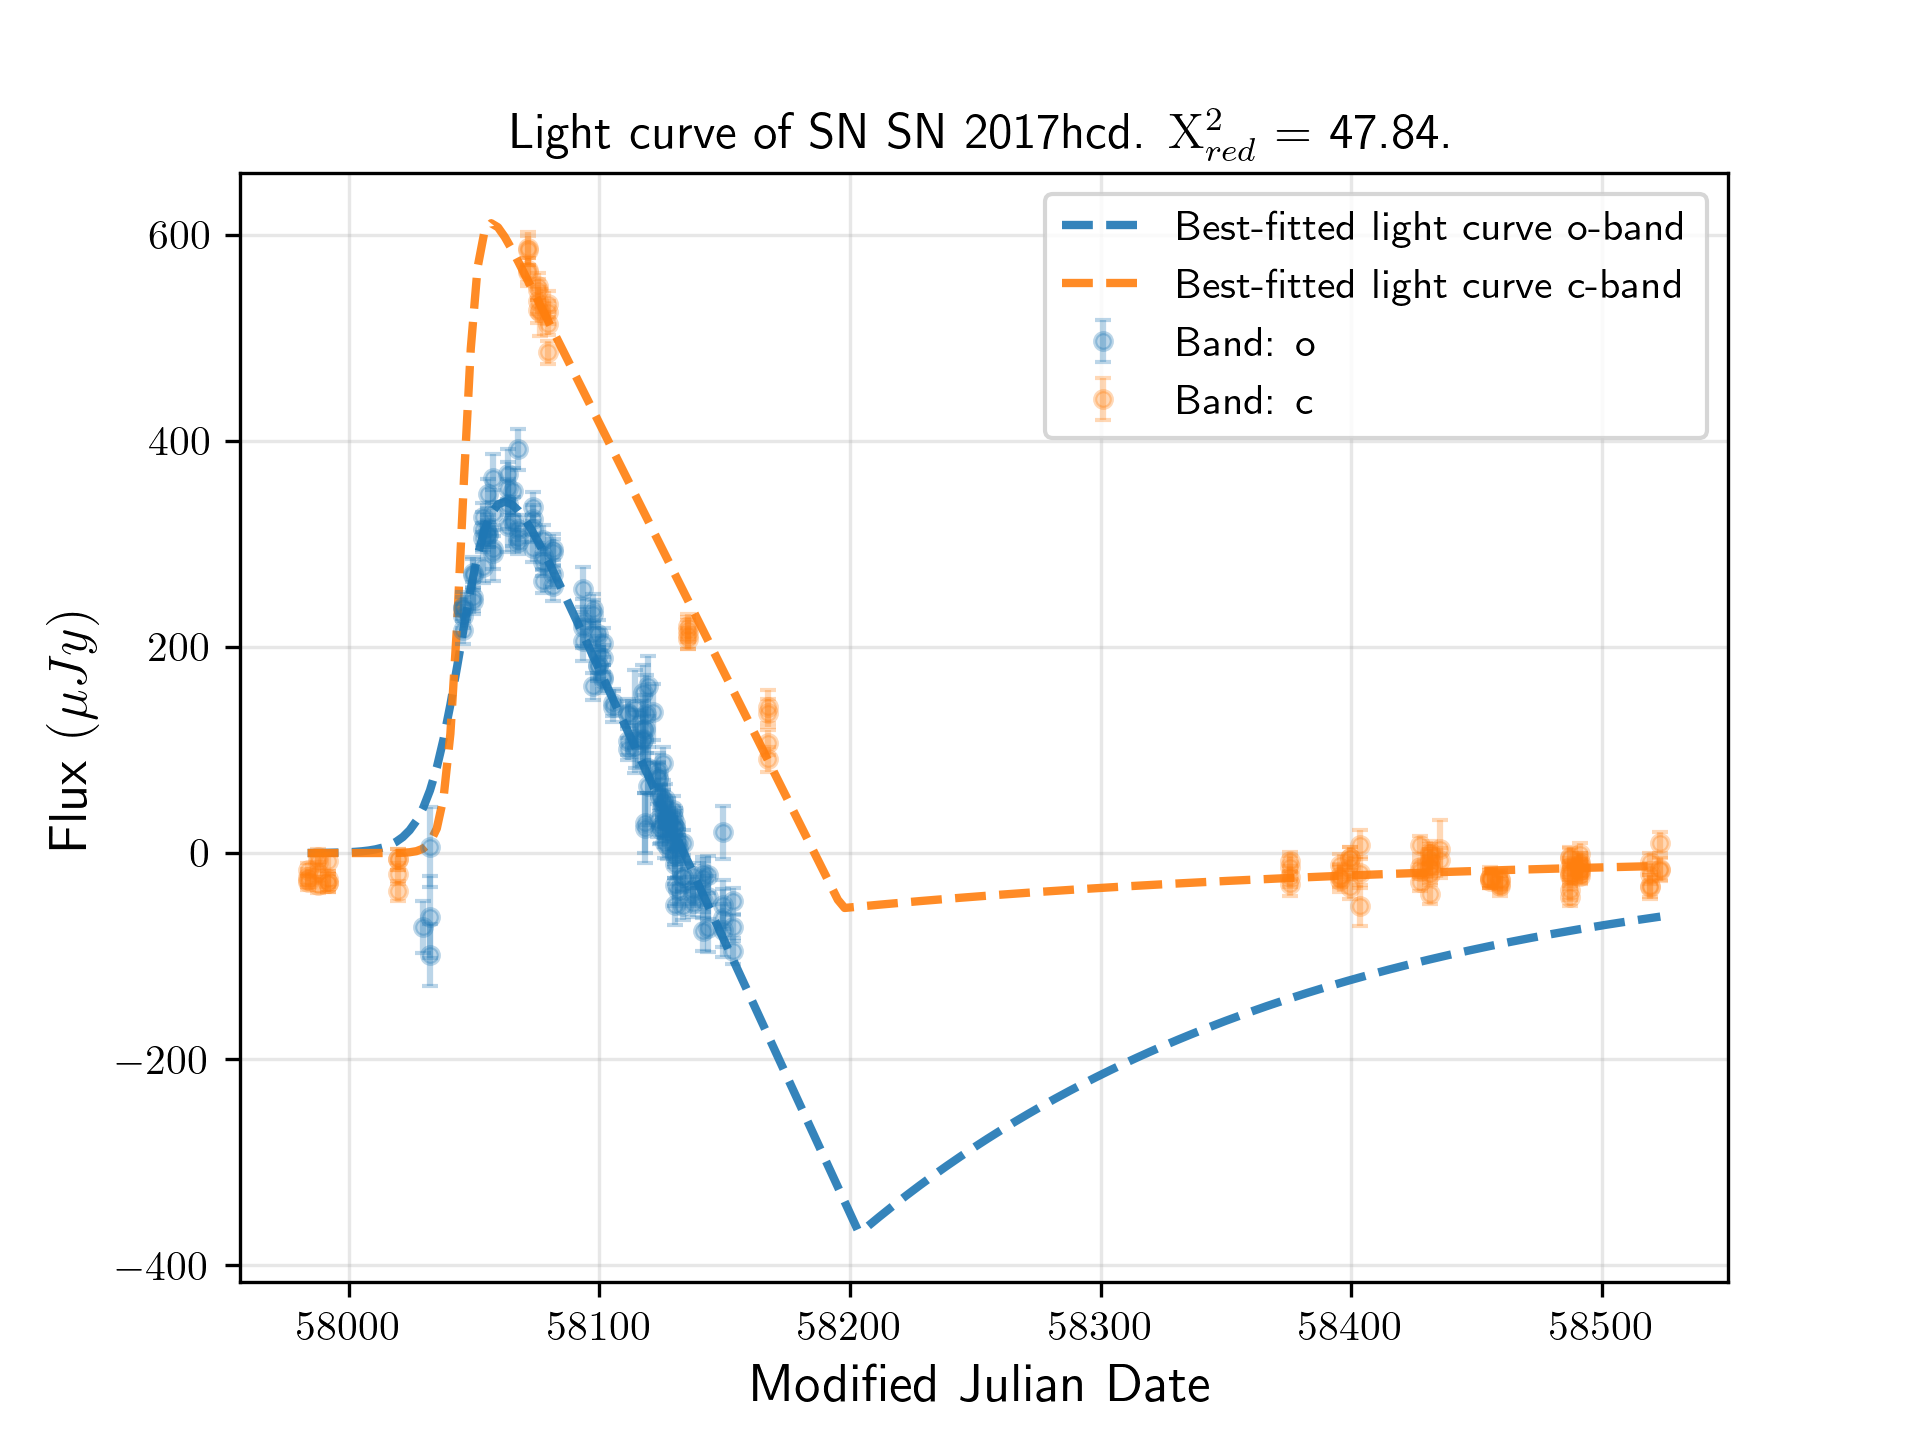 Light curve of SN SN 2017hcd. X²_red = 47.84.
Best-fitted light curve o-band
Best-fitted light curve c-band
Band: o
Band: c
Flux (μJy)
600
400
200
0
−200
−400
58000 58100 58200 58300 58400 58500
Modified Julian Date